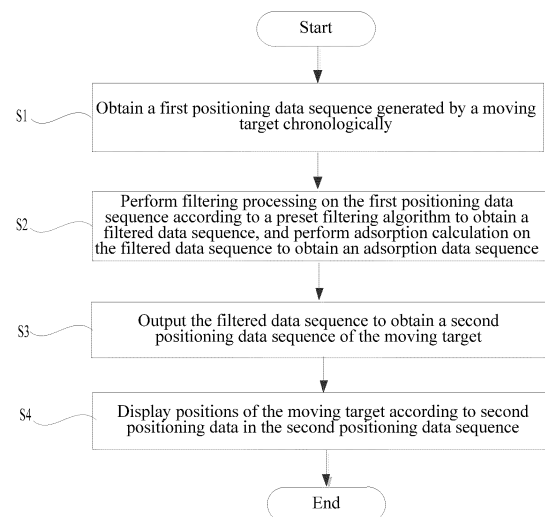 Start
S1
Obtain a first positioning data sequence generated by a moving
target chronologically
S2
Perform filtering processing on the first positioning data
sequence according to a preset filtering algorithm to obtain a
filtered data sequence, and perform adsorption calculation on
the filtered data sequence to obtain an adsorption data sequence
S3
Output the filtered data sequence to obtain a second
positioning data sequence of the moving target
S4
Display positions of the moving target according to second
positioning data in the second positioning data sequence
End